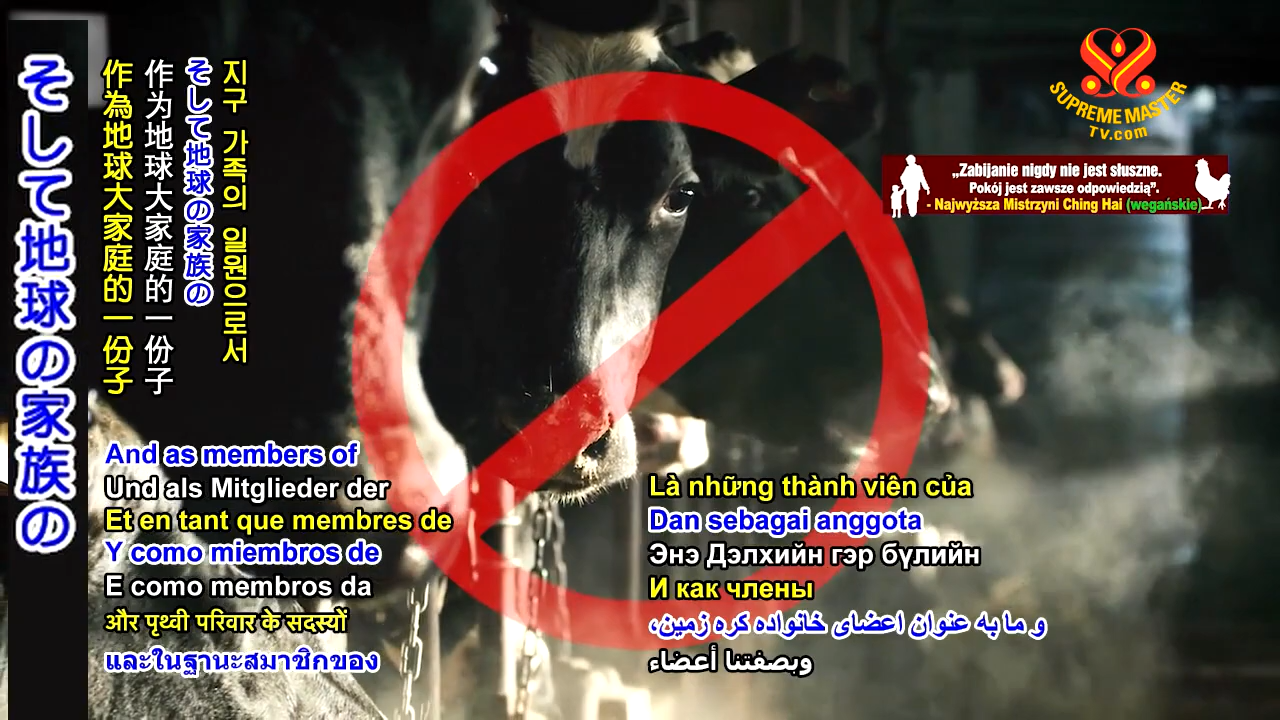 そして地球の家族の
作為地球大家庭的一份子
作为地球大家庭的一份子
そして地球の家族の
지구 가족의 일원으로서
SUPREME MASTER
TV.com
„Zabijanie nigdy nie jest słuszne.
Pokój jest zawsze odpowiedzią”.
- Najwyższa Mistrzyni Ching Hai (wegańskie)
And as members of
Und als Mitglieder der
Et en tant que membres de
Y como miembros de
E como membros da
और पृथ्वी परिवार के सदस्यों
และในฐานะสมาชิกของ
Là những thành viên của
Dan sebagai anggota
Энэ Дэлхийн гэр бүлийн
И как члены
و ما به عنوان اعضای خانواده کره زمین،
وبصفتنا أعضاء